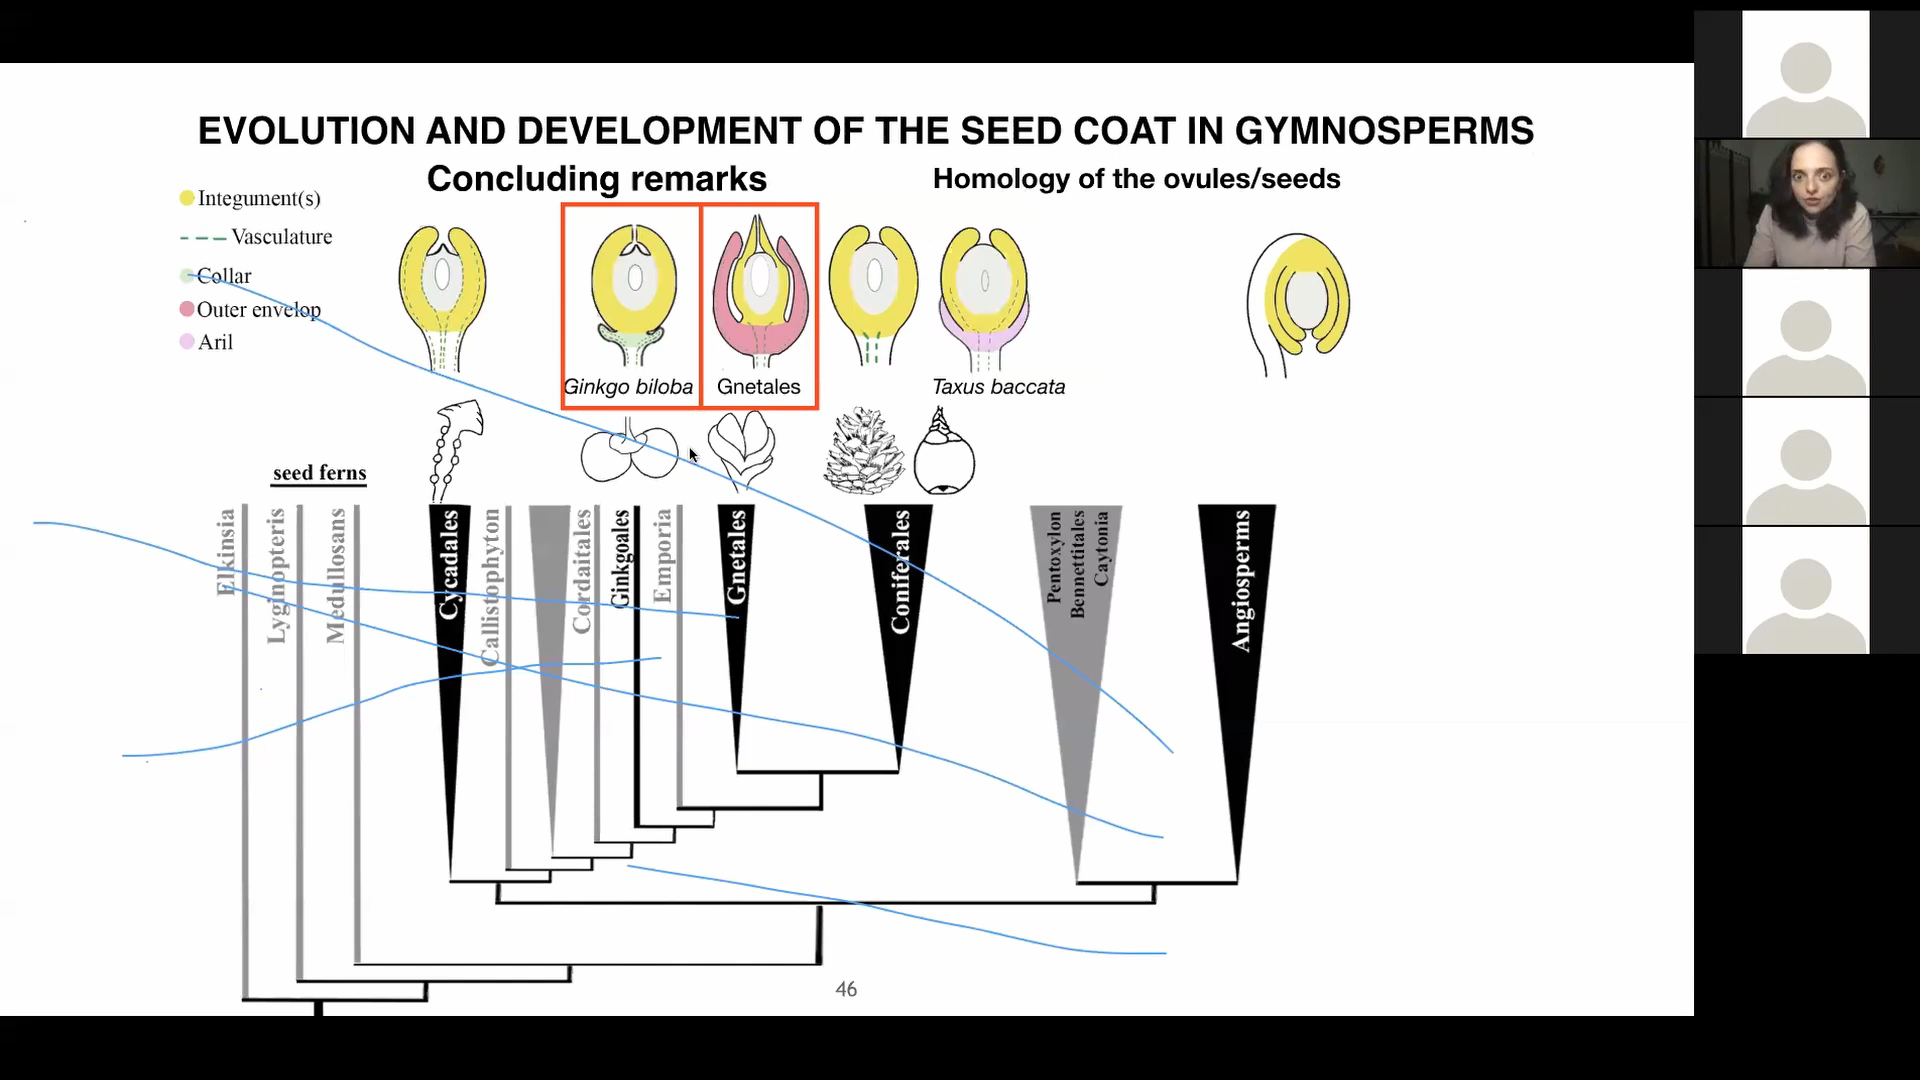 EVOLUTION AND DEVELOPMENT OF THE SEED COAT IN GYMNOSPERMS
Concluding remarks
Homology of the ovules/seeds
Integument(s)
Vasculature
Collar
Outer envelop
Aril
Ginkgo biloba
Gnetales
Taxus baccata
seed ferns
Elkinsia
Lyginopteris
Medullosans
Cycadales
Callistophyton
Cordaitales
Ginkgoales
Emporia
Gnetales
Coniferales
Pentoxylon
Bennettitales
Caytonia
Angiosperms
46